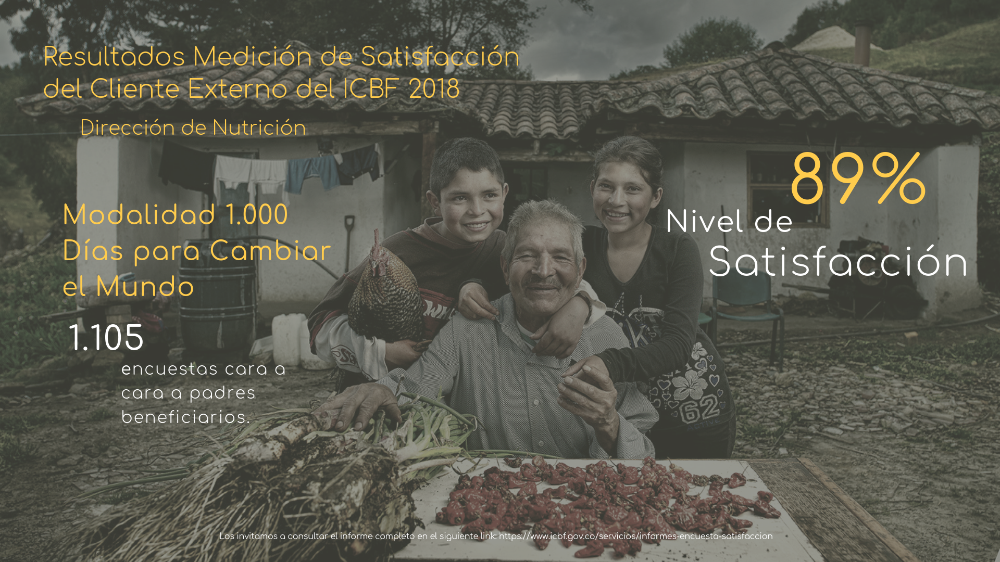 Resultados Medición de Satisfacción
del Cliente Externo del ICBF 2018
Dirección de Nutrición
Modalidad 1.000
Días para Cambiar
el Mundo
1.105
encuestas cara a
cara a padres
beneficiarios.
89%
Nivel de
Satisfacción
62
ACTIVE
Los invitamos a consultar el informe completo en el siguiente link: https://www.icbf.gov.co/servicios/informes-encuesta-satisfaccion